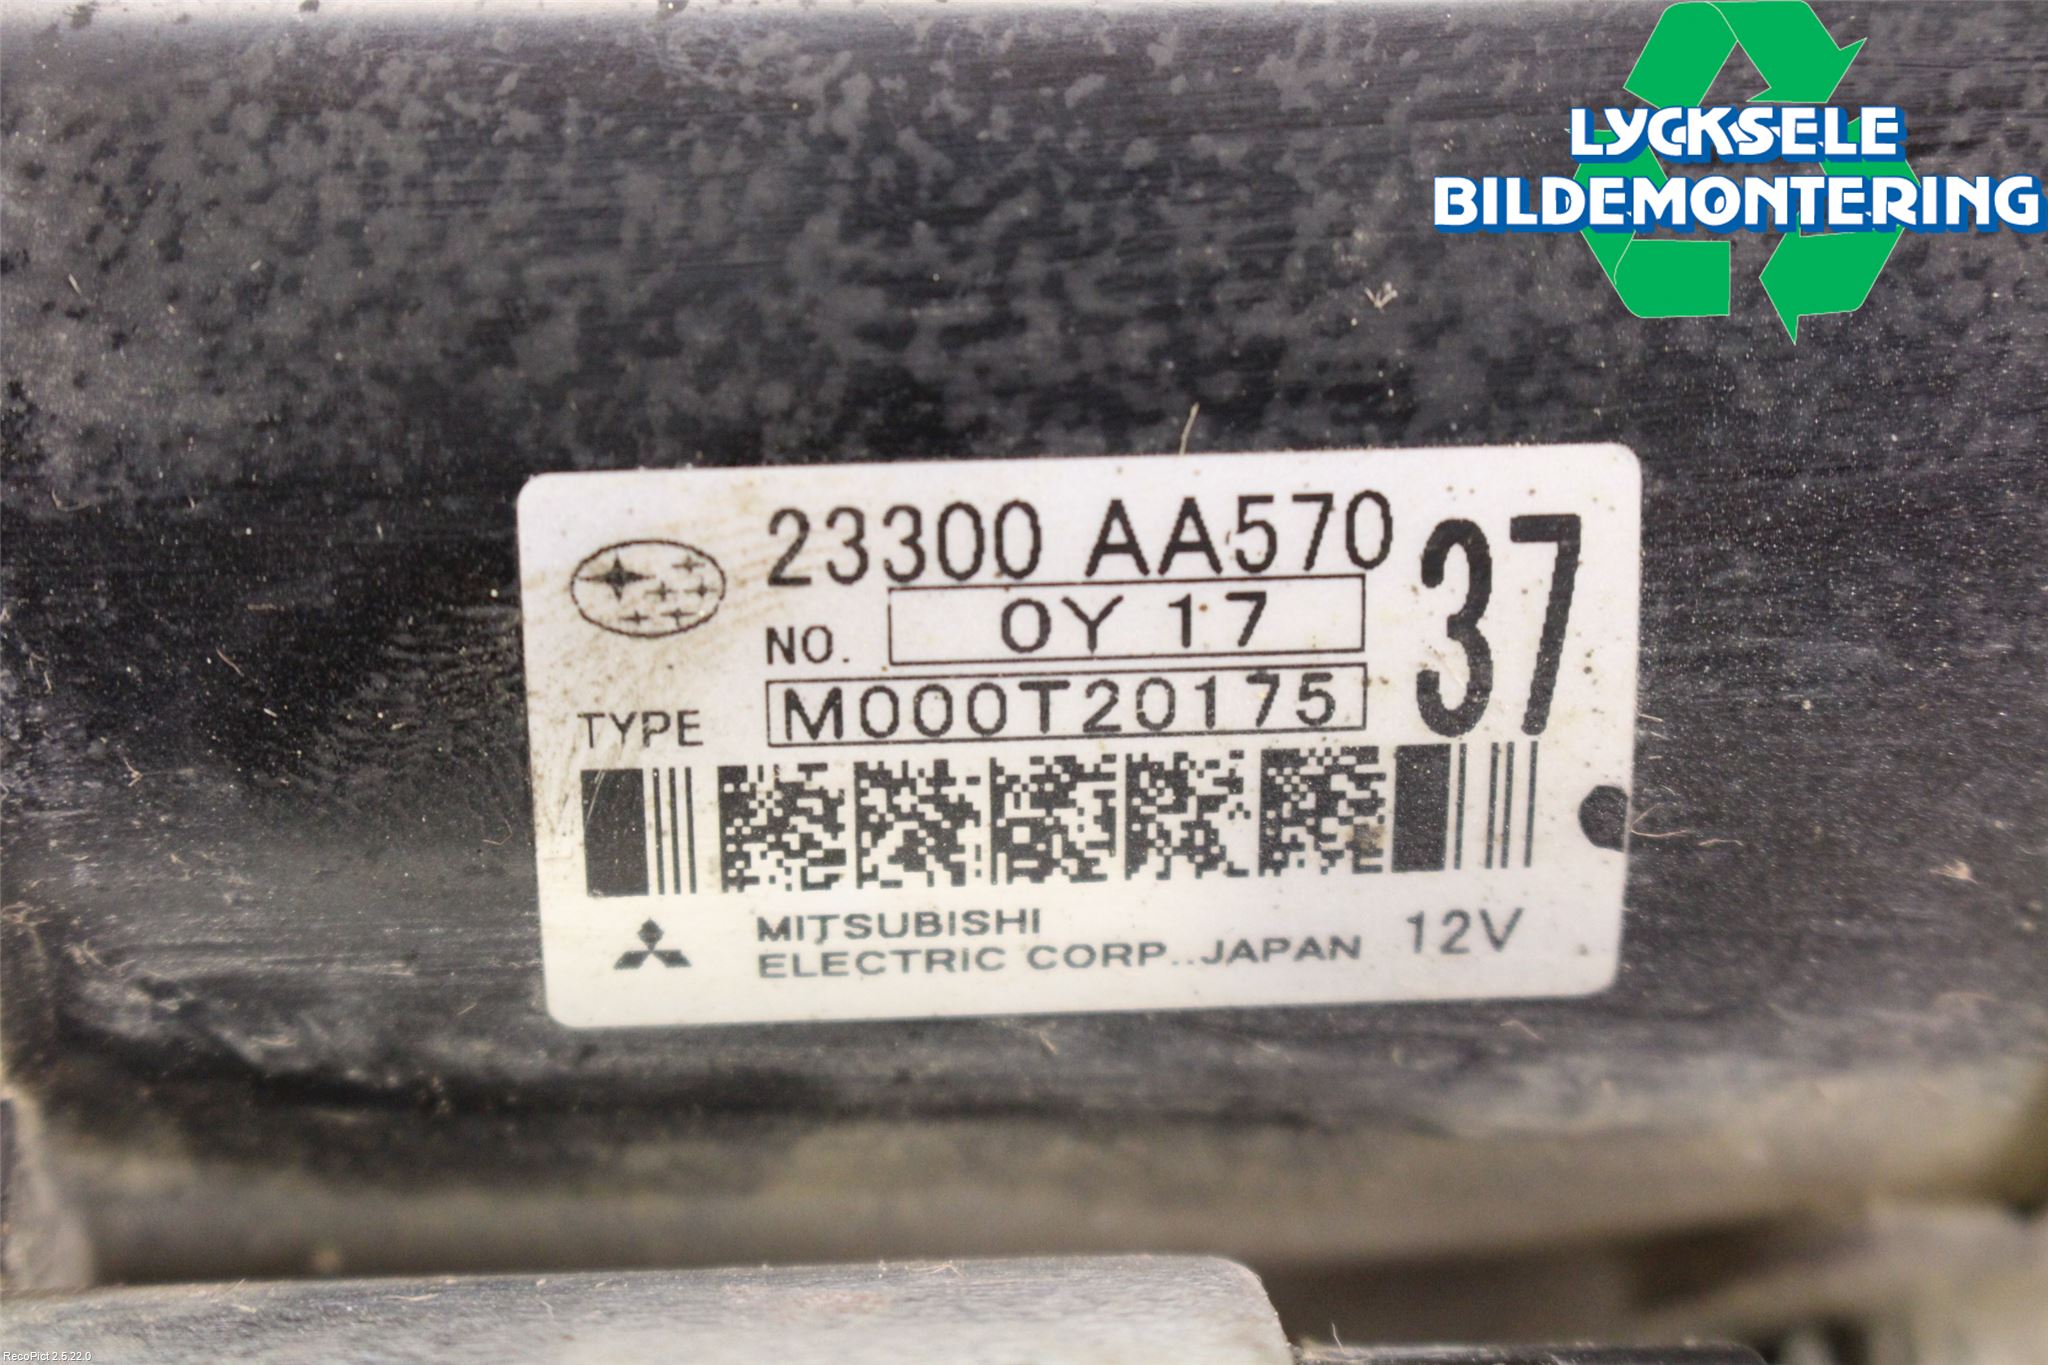 LYCKSELE
BILDEMONTERING
23300 AA570
37
NO. 0Y 17
TYPE M000T20175
MITSUBISHI
ELECTRIC CORP. JAPAN 12V
RecoPict 2.5.22.0